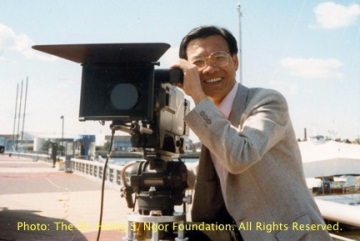 Photo: The Dr. Haing S. Ngor Foundation. All Rights Reserved.